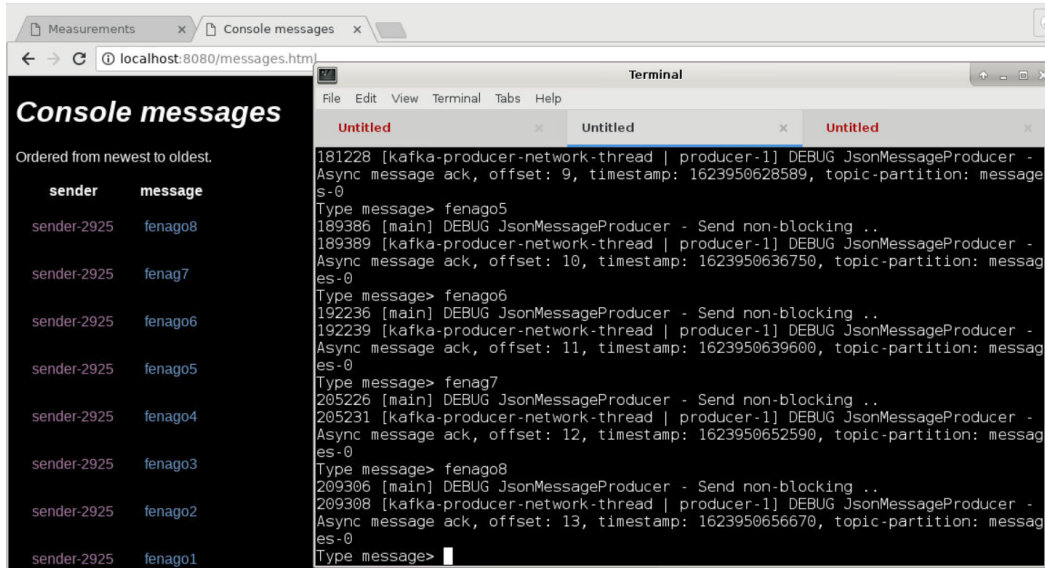 Measurements
Console messages
localhost:8080/messages.html
Console messages
Ordered from newest to oldest.
sender message
sender-2925 fenago8
sender-2925 fenag7
sender-2925 fenago6
sender-2925 fenago5
sender-2925 fenago4
sender-2925 fenago3
sender-2925 fenago2
sender-2925 fenago1
Terminal
File Edit View Terminal Tabs Help
Untitled Untitled Untitled
181228 [kafka-producer-network-thread | producer-1] DEBUG JsonMessageProducer -
Async message ack, offset: 9, timestamp: 1623950628589, topic-partition: message
s-0
Type message> fenago5
189386 [main] DEBUG JsonMessageProducer - Send non-blocking ..
189389 [kafka-producer-network-thread | producer-1] DEBUG JsonMessageProducer -
Async message ack, offset: 10, timestamp: 1623950636750, topic-partition: messag
es-0
Type message> fenago6
192236 [main] DEBUG JsonMessageProducer - Send non-blocking ..
192239 [kafka-producer-network-thread | producer-1] DEBUG JsonMessageProducer -
Async message ack, offset: 11, timestamp: 1623950639600, topic-partition: messag
es-0
Type message> fenag7
205226 [main] DEBUG JsonMessageProducer - Send non-blocking ..
205231 [kafka-producer-network-thread | producer-1] DEBUG JsonMessageProducer -
Async message ack, offset: 12, timestamp: 1623950652590, topic-partition: messag
es-0
Type message> fenago8
209306 [main] DEBUG JsonMessageProducer - Send non-blocking ..
209308 [kafka-producer-network-thread | producer-1] DEBUG JsonMessageProducer -
Async message ack, offset: 13, timestamp: 1623950656670, topic-partition: messag
es-0
Type message>